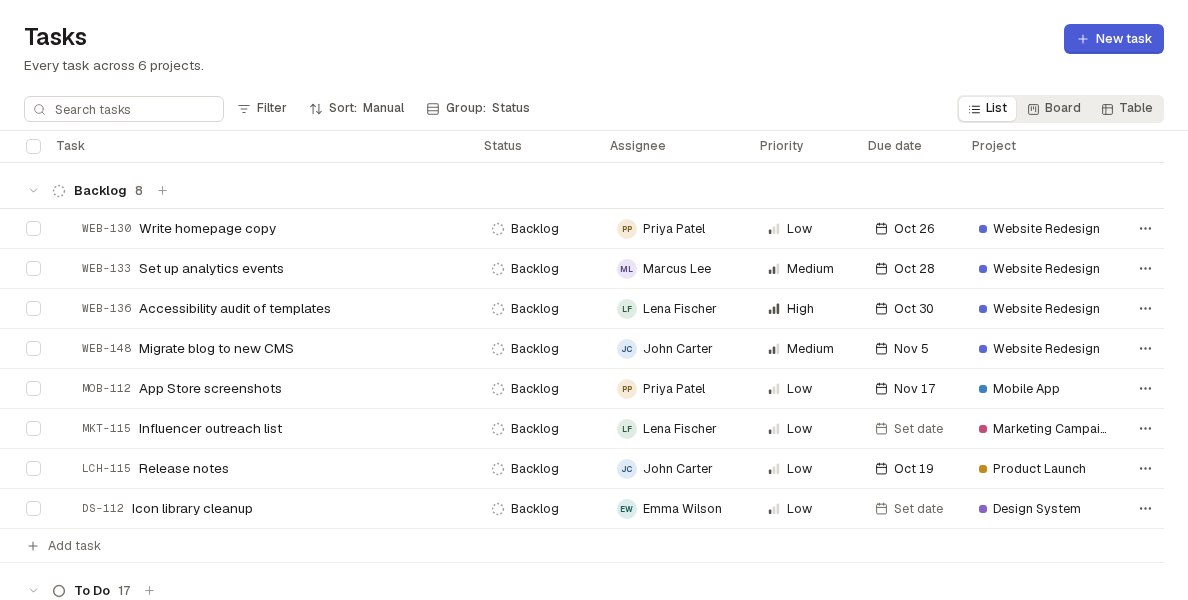 Tasks
New task
Every task across 6 projects.
Search tasks Filter Sort: Manual Group: Status List Board Table
Task Status Assignee Priority Due date Project
Backlog 8
WEB-130 Write homepage copy Backlog PP Priya Patel Low Oct 26 Website Redesign
WEB-133 Set up analytics events Backlog ML Marcus Lee Medium Oct 28 Website Redesign
WEB-136 Accessibility audit of templates Backlog LF Lena Fischer High Oct 30 Website Redesign
WEB-148 Migrate blog to new CMS Backlog JC John Carter Medium Nov 5 Website Redesign
MOB-112 App Store screenshots Backlog PP Priya Patel Low Nov 17 Mobile App
MKT-115 Influencer outreach list Backlog LF Lena Fischer Low Set date Marketing Campai…
LCH-115 Release notes Backlog JC John Carter Low Oct 19 Product Launch
DS-112 Icon library cleanup Backlog EW Emma Wilson Low Set date Design System
Add task
To Do 17